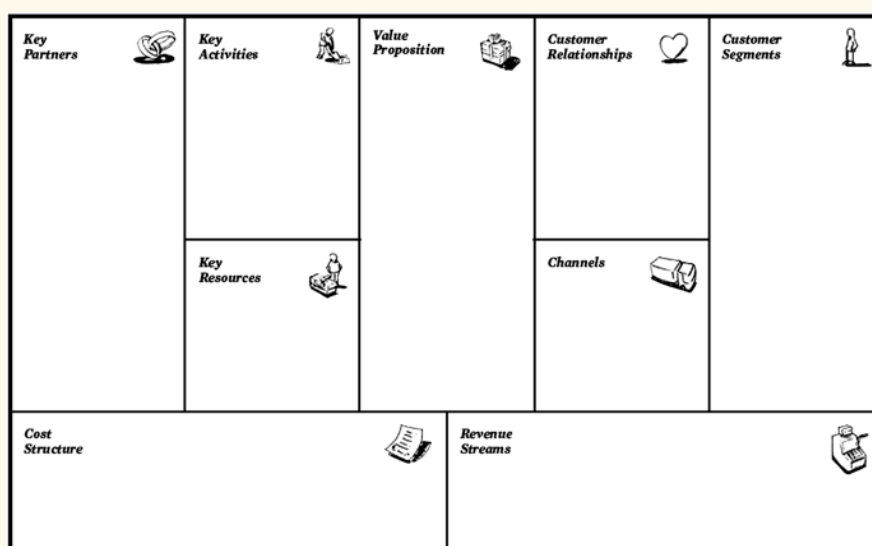 Key
Partners
Key
Activities
Value
Proposition
Customer
Relationships
Customer
Segments
Key
Resources
Channels
Cost
Structure
Revenue
Streams